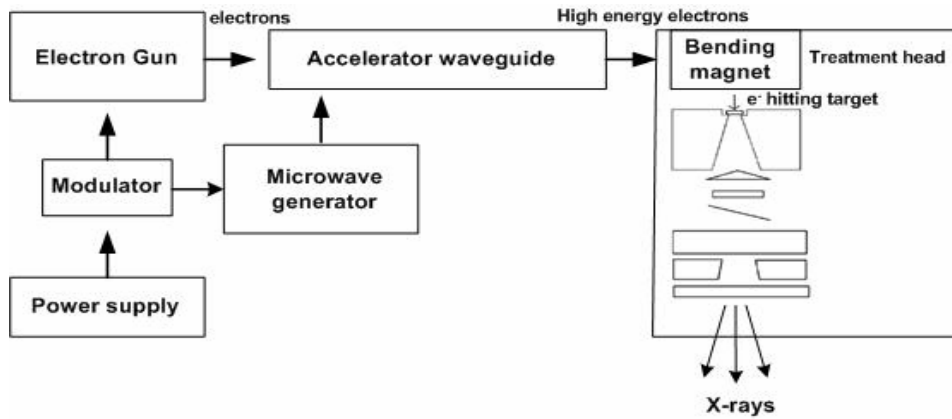 electrons
High energy electrons
Electron Gun
Accelerator waveguide
Bending
magnet
Treatment head
e- hitting target
Modulator
Microwave
generator
Power supply
X-rays